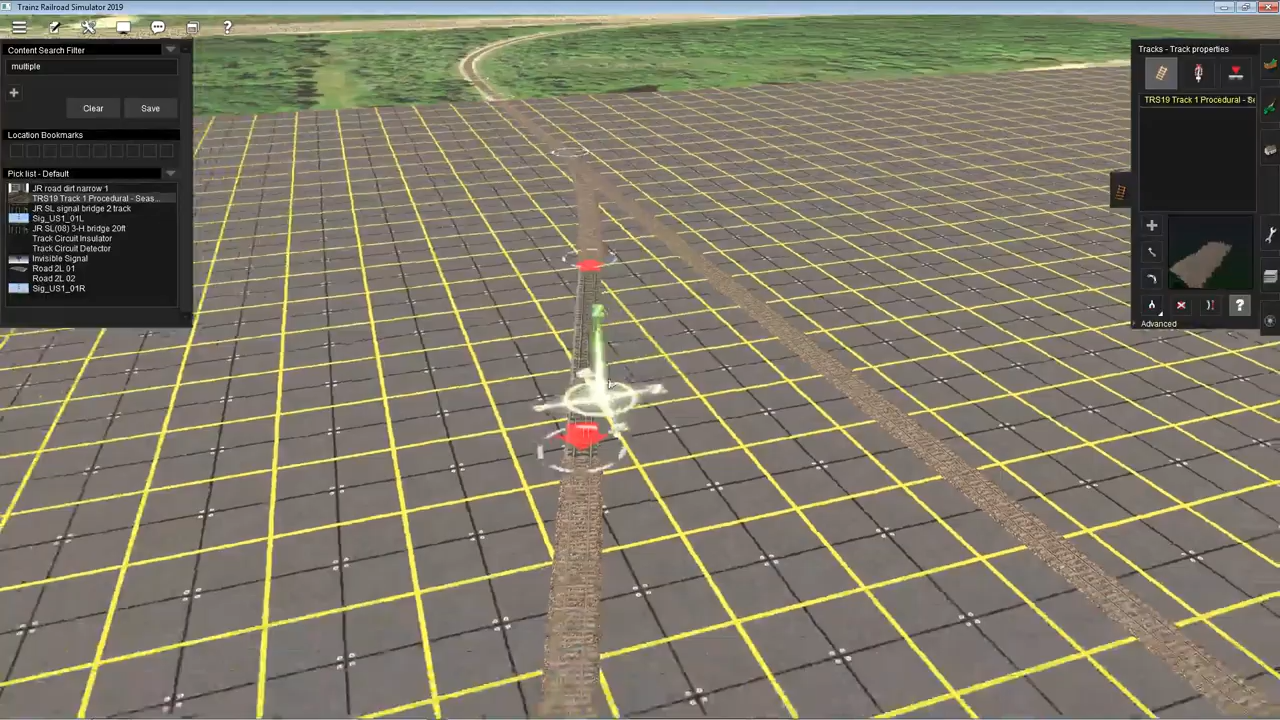 Trainz Railroad Simulator 2019
Content Search Filter
multiple
Clear
Save
Location Bookmarks
Pick list - Default
JR road dirt narrow 1
TRS19 Track 1 Procedural - Seas...
JR SL signal bridge 2 track
Sig_US1_01L
JR SL(08) 3-H bridge 20ft
Track Circuit Insulator
Track Circuit Detector
Invisible Signal
Road 2L 01
Road 2L 02
Sig_US1_01R
Tracks - Track properties
TRS19 Track 1 Procedural - Se
?
Advanced